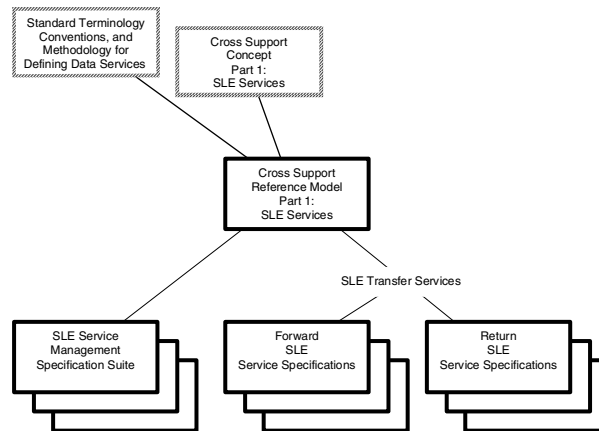 Standard Terminology
Conventions, and
Methodology for
Defining Data Services
Cross Support
Concept
Part 1:
SLE Services
Cross Support
Reference Model
Part 1:
SLE Services
SLE Transfer Services
SLE Service
Management
Specification Suite
Forward
SLE
Service Specifications
Return
SLE
Service Specifications